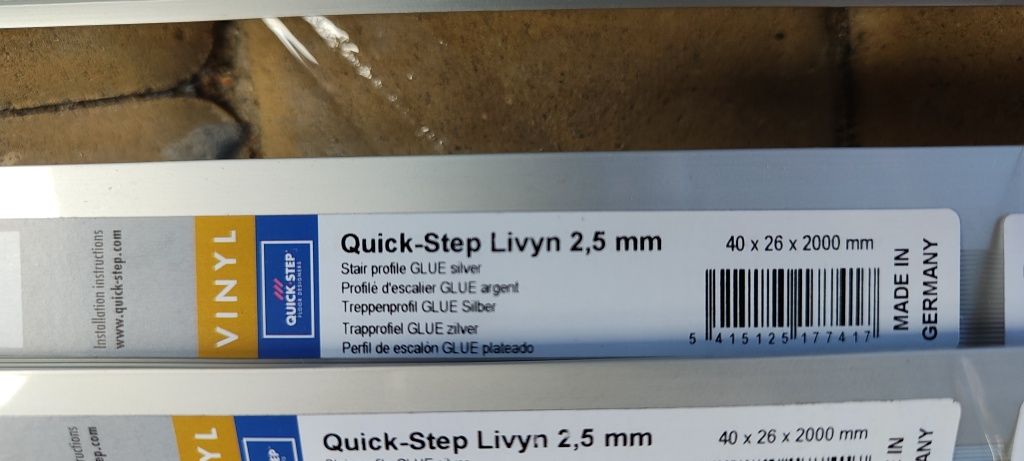 Installation instructions
www.quick-step.com
VINYL
QUICK·STEP
FLOOR DESIGNERS
Quick-Step Livyn 2,5 mm
Stair profile GLUE silver
Profilé d'escalier GLUE argent
Treppenprofil GLUE Silber
Trapprofiel GLUE zilver
Perfil de escalón GLUE plateado
40 x 26 x 2000 mm
5 415125 177417
MADE IN
GERMANY
Quick-Step Livyn 2,5 mm
40 x 26 x 2000 mm